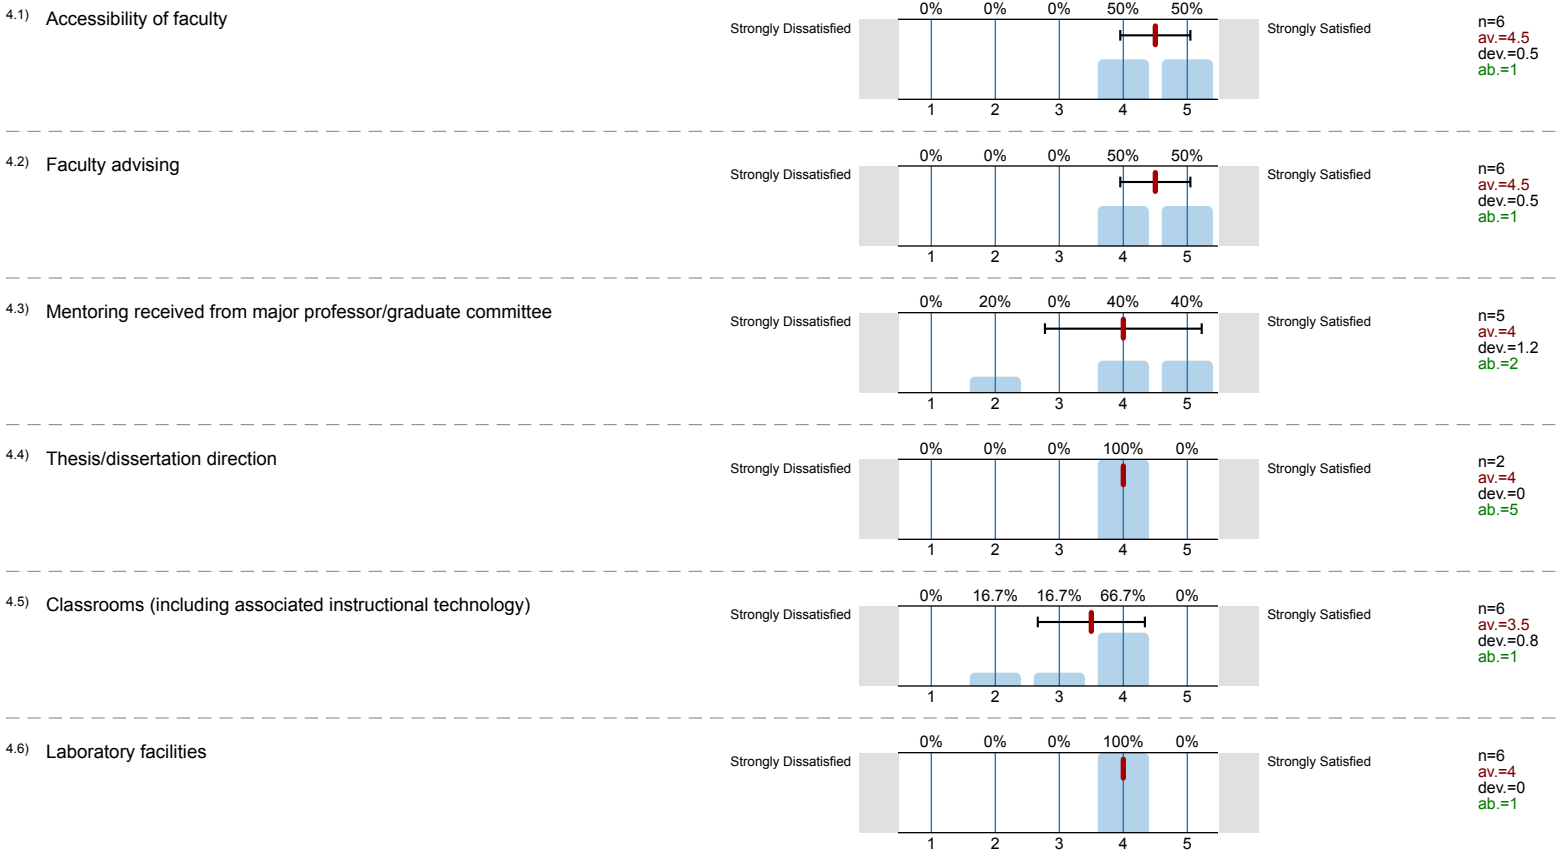 4.1) Accessibility of faculty
0% 0% 0% 50% 50%
Strongly Dissatisfied
Strongly Satisfied
n=6
av.=4.5
dev.=0.5
ab.=1
1 2 3 4 5
4.2) Faculty advising
0% 0% 0% 50% 50%
Strongly Dissatisfied
Strongly Satisfied
n=6
av.=4.5
dev.=0.5
ab.=1
1 2 3 4 5
4.3) Mentoring received from major professor/graduate committee
0% 20% 0% 40% 40%
Strongly Dissatisfied
Strongly Satisfied
n=5
av.=4
dev.=1.2
ab.=2
1 2 3 4 5
4.4) Thesis/dissertation direction
0% 0% 0% 100% 0%
Strongly Dissatisfied
Strongly Satisfied
n=2
av.=4
dev.=0
ab.=5
1 2 3 4 5
4.5) Classrooms (including associated instructional technology)
0% 16.7% 16.7% 66.7% 0%
Strongly Dissatisfied
Strongly Satisfied
n=6
av.=3.5
dev.=0.8
ab.=1
1 2 3 4 5
4.6) Laboratory facilities
0% 0% 0% 100% 0%
Strongly Dissatisfied
Strongly Satisfied
n=6
av.=4
dev.=0
ab.=1
1 2 3 4 5